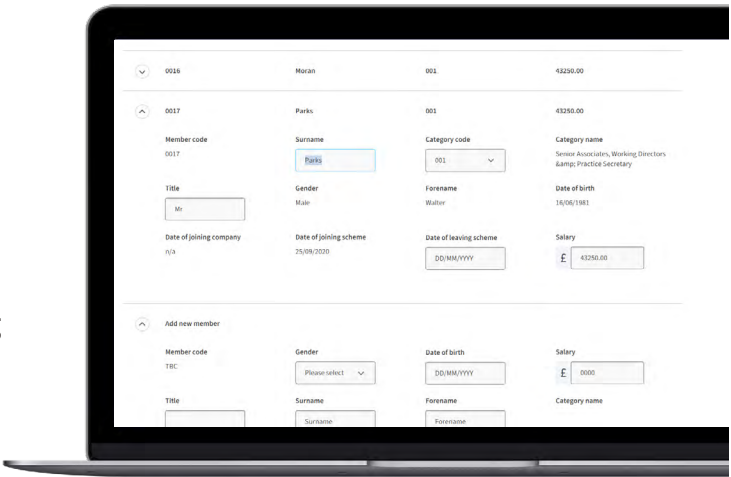 0016 Moran 001 43250.00
0017 Parks 001 43250.00
Member code Surname Category code Category name
0017 Parks 001 Senior Associates, Working Directors
&amp; Practice Secretary
Title Gender Forename Date of birth
Mr Male Walter 16/06/1981
Date of joining company Date of joining scheme Date of leaving scheme Salary
n/a 25/09/2020 DD/MM/YYYY £ 43250.00
Add new member
Member code Gender Date of birth Salary
TBC Please select DD/MM/YYYY £ 0000
Title Surname Forename Category name
Surname Forename